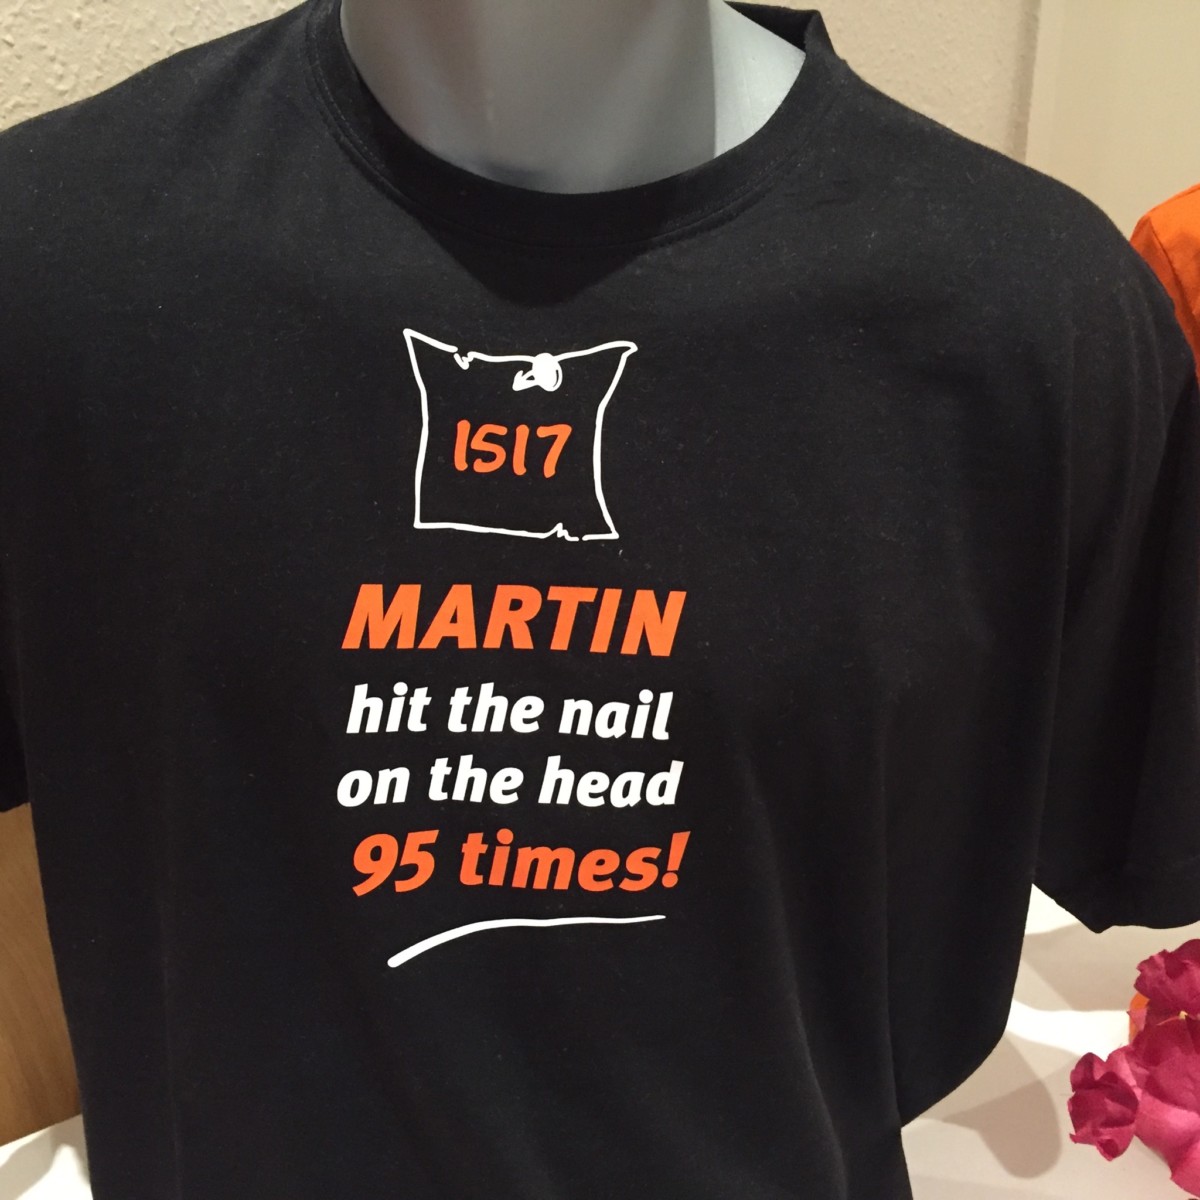 1517
MARTIN
hit the nail
on the head
95 times!